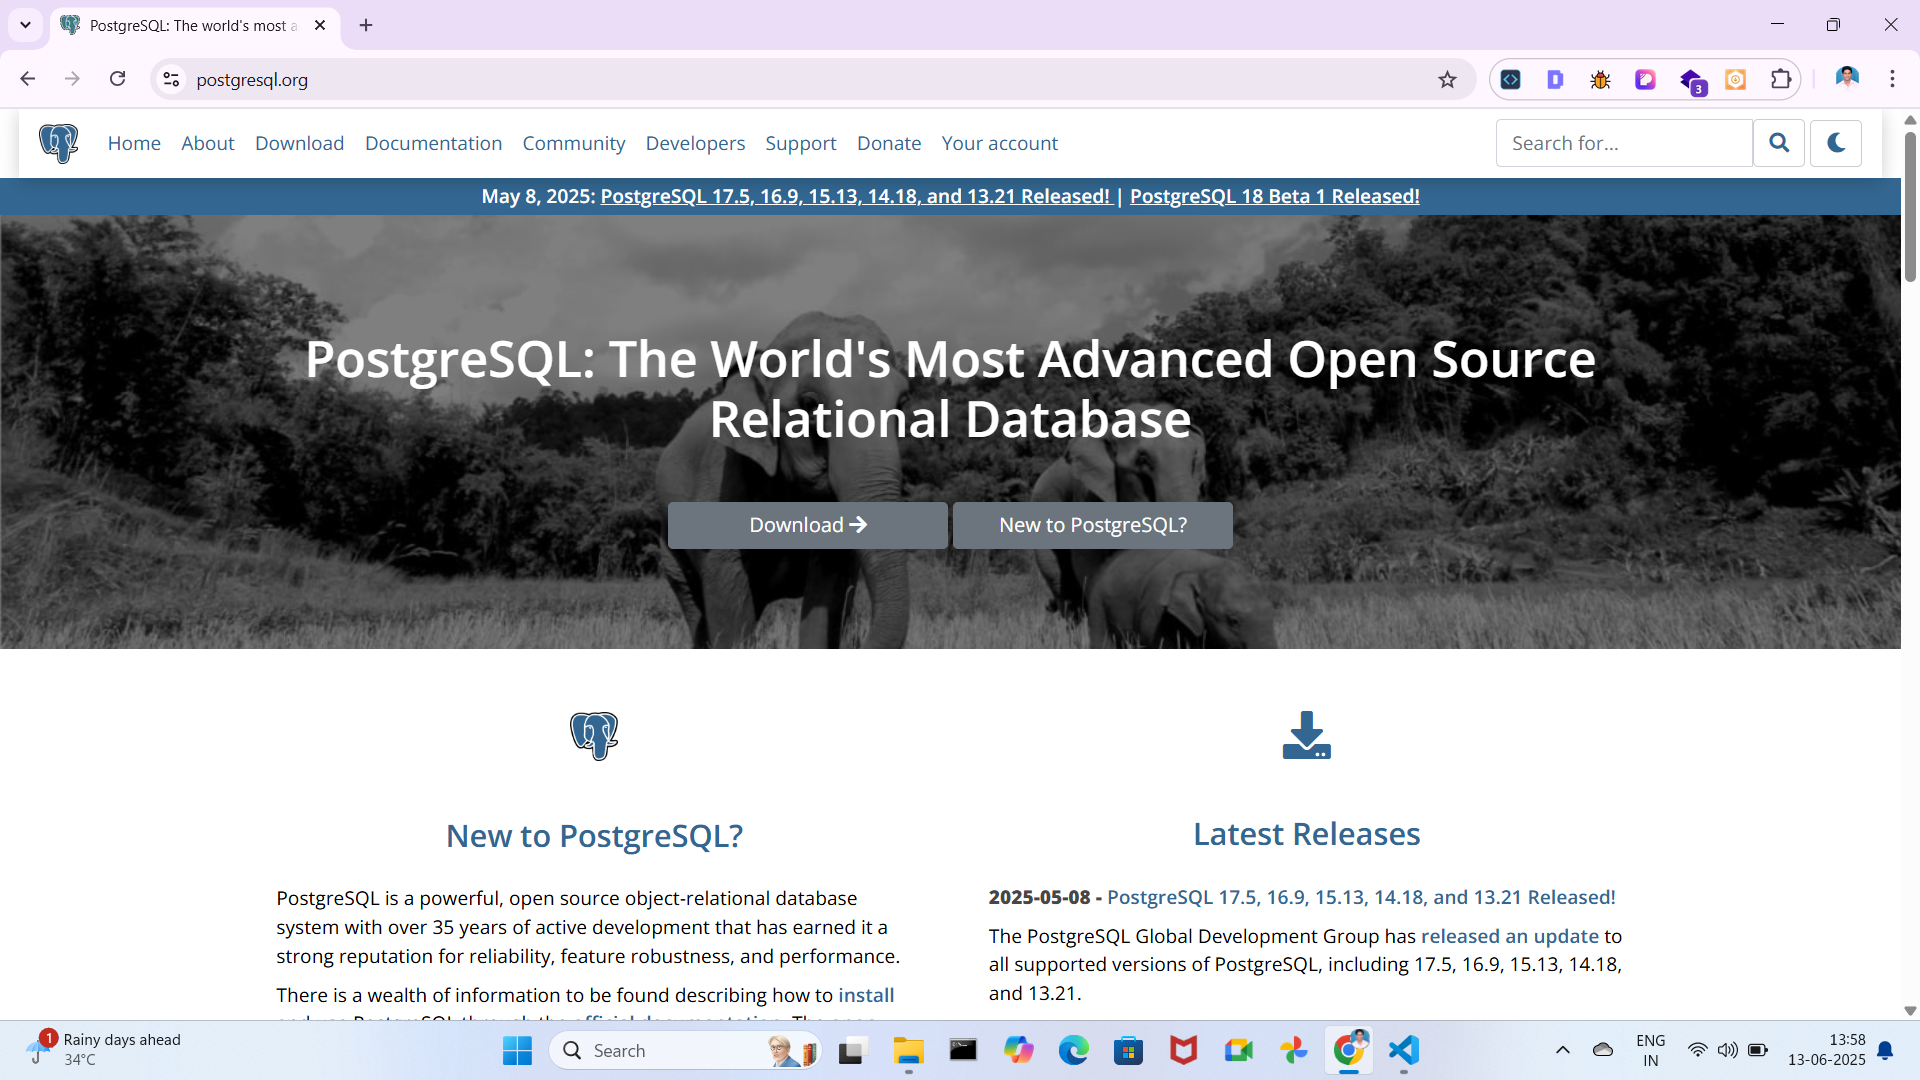 PostgreSQL: The world's most a
postgresql.org
3
Home About Download Documentation Community Developers Support Donate Your account
Search for...
May 8, 2025: PostgreSQL 17.5, 16.9, 15.13, 14.18, and 13.21 Released! | PostgreSQL 18 Beta 1 Released!
PostgreSQL: The World's Most Advanced Open Source
Relational Database
Download
New to PostgreSQL?
New to PostgreSQL?
PostgreSQL is a powerful, open source object-relational database
system with over 35 years of active development that has earned it a
strong reputation for reliability, feature robustness, and performance.
There is a wealth of information to be found describing how to install
Latest Releases
2025-05-08 - PostgreSQL 17.5, 16.9, 15.13, 14.18, and 13.21 Released!
The PostgreSQL Global Development Group has released an update to
all supported versions of PostgreSQL, including 17.5, 16.9, 15.13, 14.18,
and 13.21.
1
Rainy days ahead
34°C
Search
ENG
IN
13:58
13-06-2025